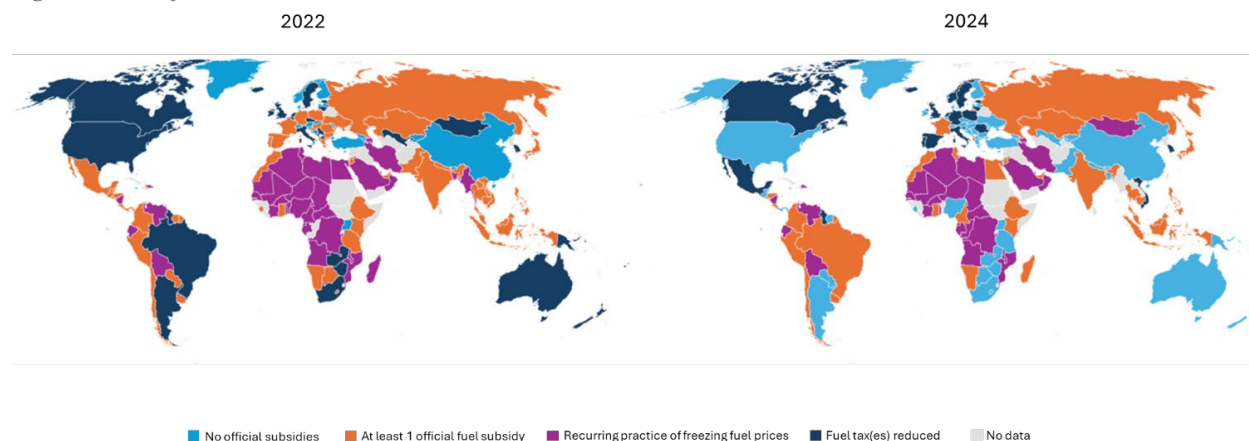 2022
2024
No official subsidies
At least 1 official fuel subsidy
Recurring practice of freezing fuel prices
Fuel tax(es) reduced
No data